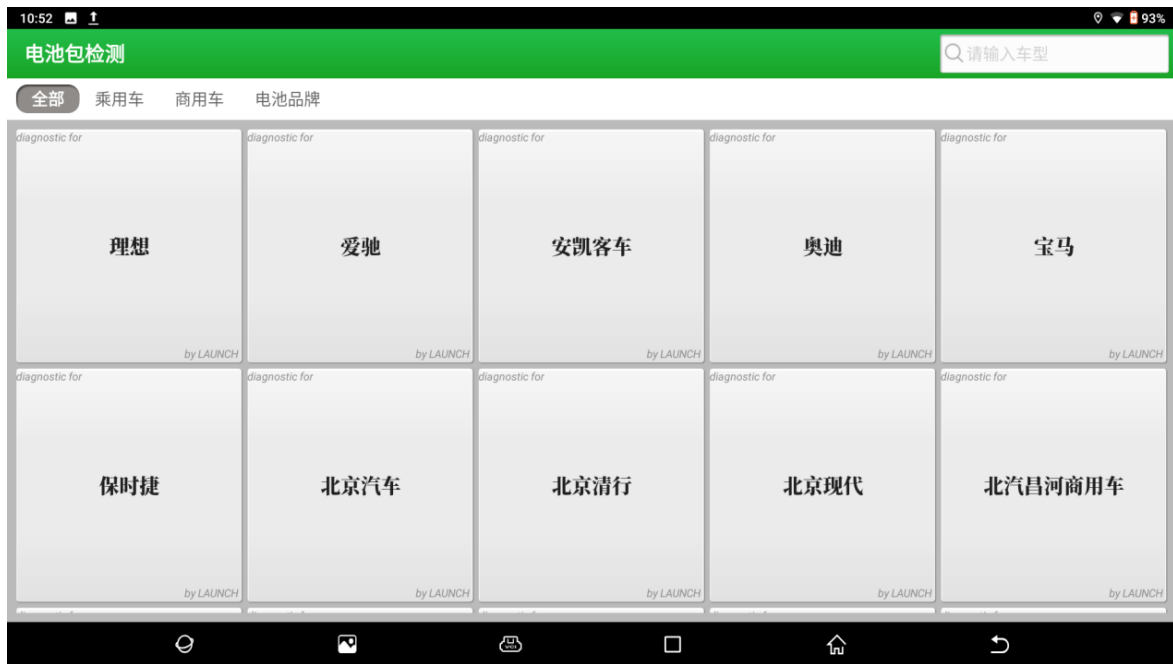 10:52
93%
电池包检测
请输入车型
全部
乘用车
商用车
电池品牌
diagnostic for
diagnostic for
diagnostic for
diagnostic for
diagnostic for
理想
爱驰
安凯客车
奥迪
宝马
by LAUNCH
by LAUNCH
by LAUNCH
by LAUNCH
by LAUNCH
diagnostic for
diagnostic for
diagnostic for
diagnostic for
diagnostic for
保时捷
北京汽车
北京清行
北京现代
北汽昌河商用车
by LAUNCH
by LAUNCH
by LAUNCH
by LAUNCH
by LAUNCH
VCI